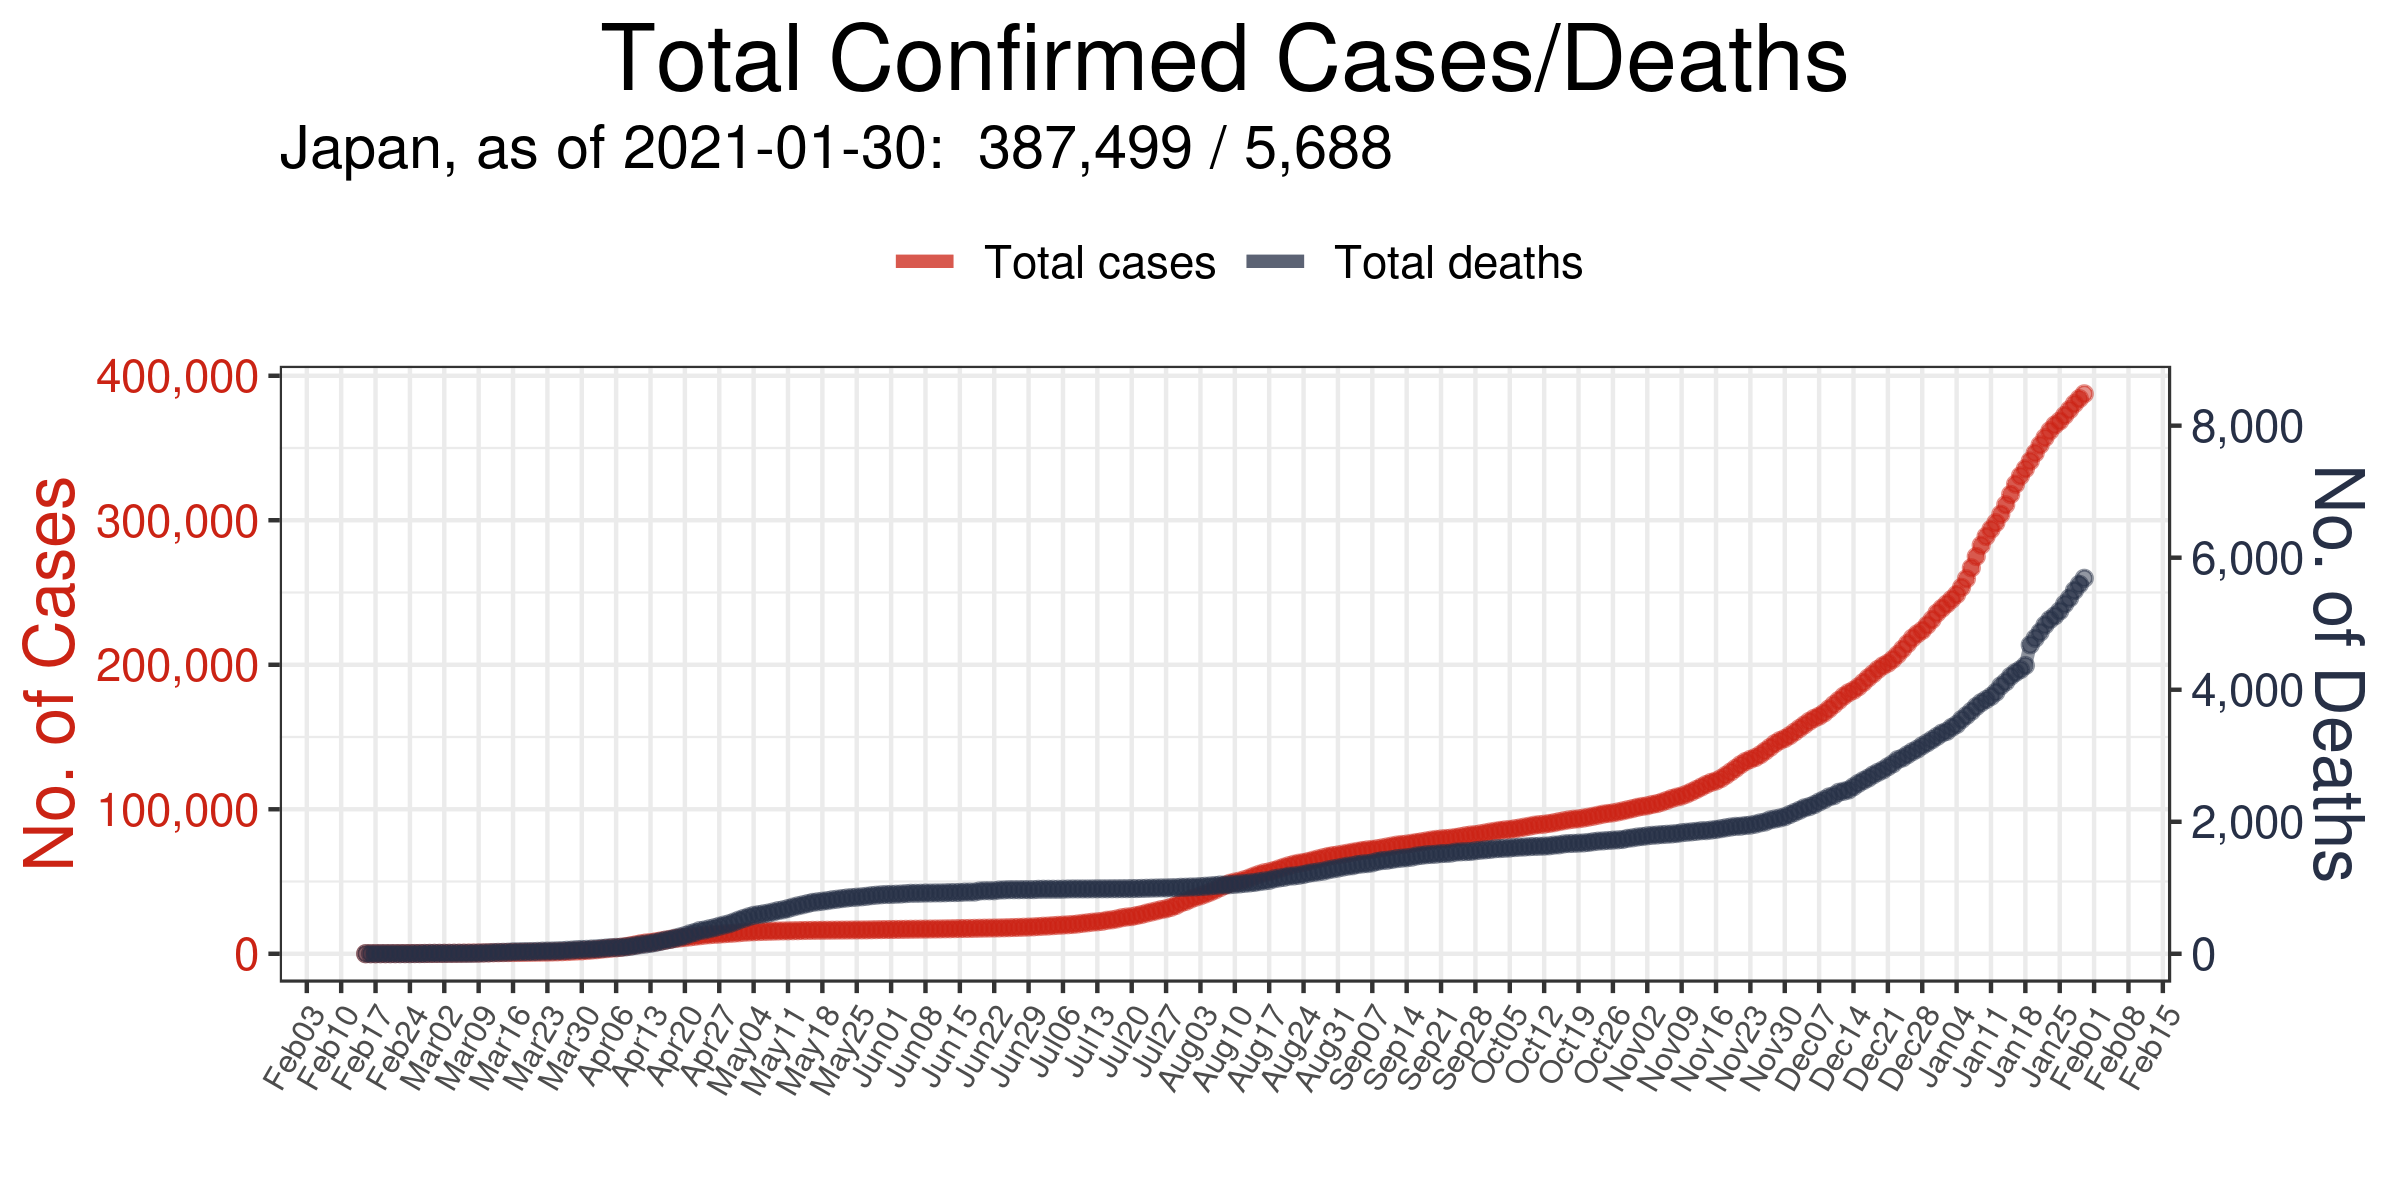 Total Confirmed Cases/Deaths
Japan, as of 2021-01-30: 387,499 / 5,688
Total cases
Total deaths
No. of Cases
400,000
300,000
200,000
100,000
0
8,000
6,000
4,000
2,000
0
No. of Deaths
Feb03
Feb10
Feb17
Feb24
Mar02
Mar09
Mar16
Mar23
Mar30
Apr06
Apr13
Apr20
Apr27
May04
May11
May18
May25
Jun01
Jun08
Jun15
Jun22
Jun29
Jul06
Jul13
Jul20
Jul27
Aug03
Aug10
Aug17
Aug24
Aug31
Sep07
Sep14
Sep21
Sep28
Oct05
Oct12
Oct19
Oct26
Nov02
Nov09
Nov16
Nov23
Nov30
Dec07
Dec14
Dec21
Dec28
Jan04
Jan11
Jan18
Jan25
Feb01
Feb08
Feb15